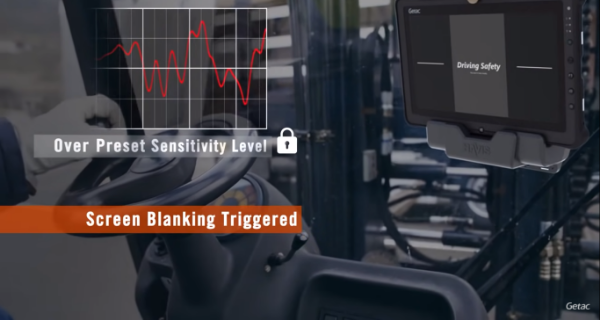 Getac
Driving Safety
Over Preset Sensitivity Level
Screen Blanking Triggered
Getac